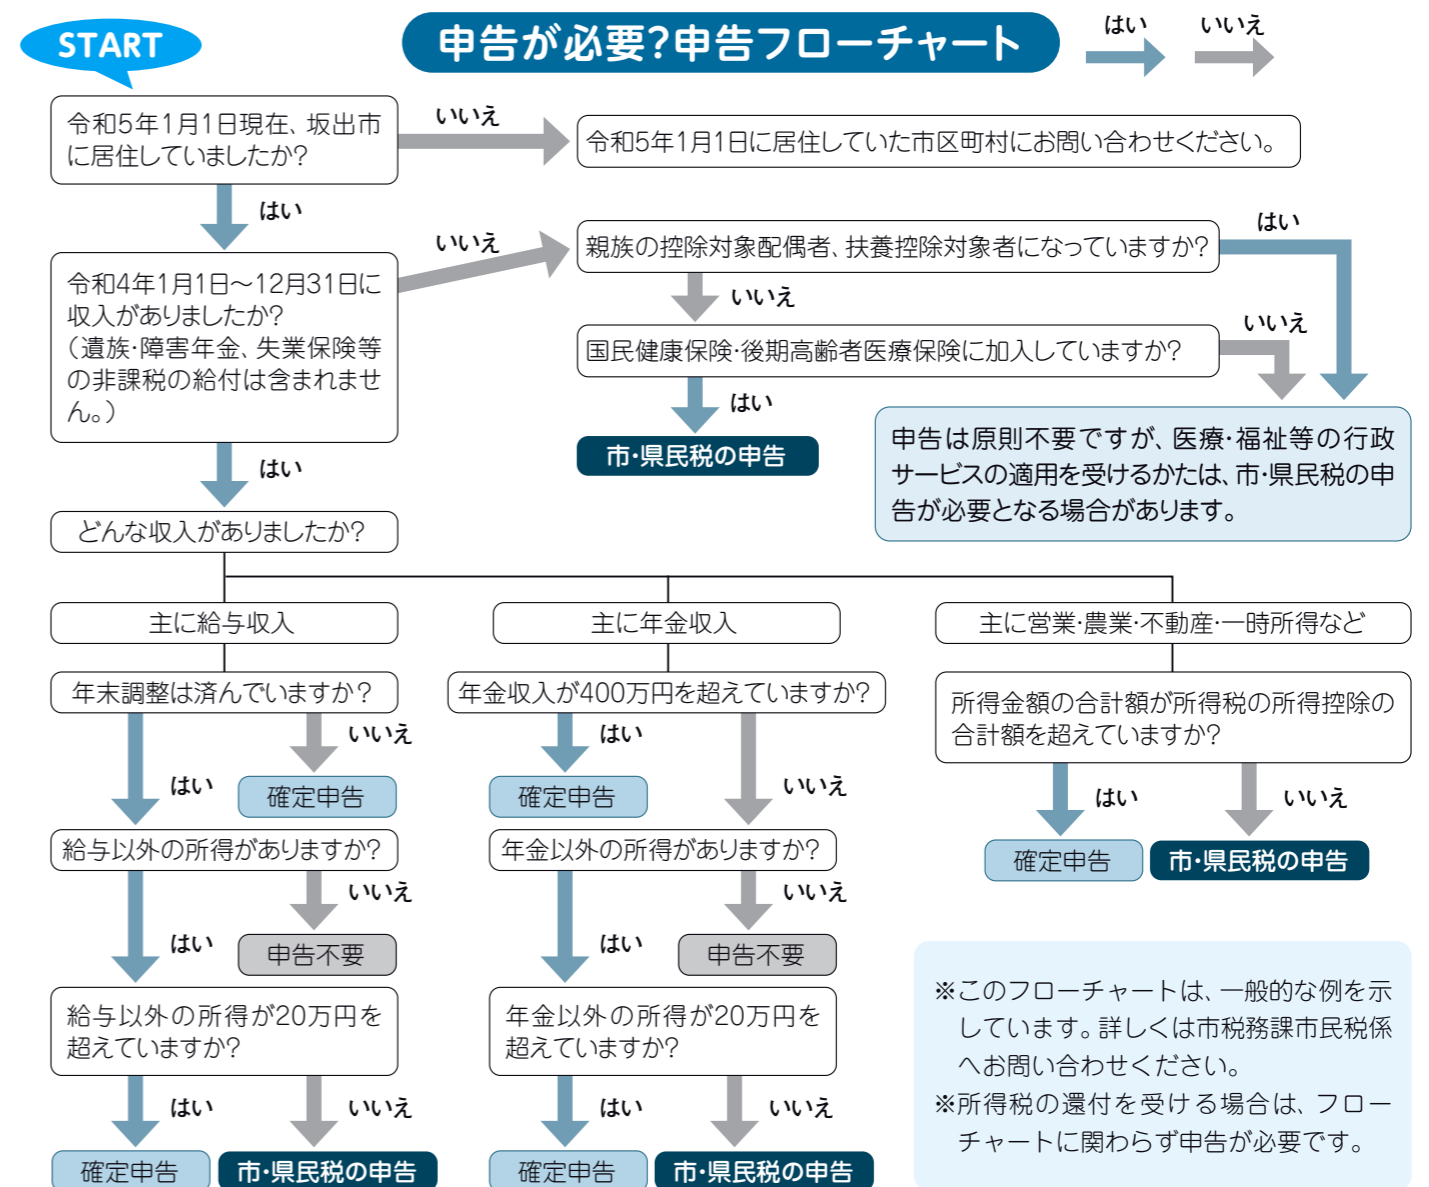 START
申告が必要?申告フローチャート
はい
いいえ
令和5年1月1日現在、坂出市
に居住していましたか?
いいえ
令和5年1月1日に居住していた市区町村にお問い合わせください。
はい
令和4年1月1日～12月31日に
収入がありましたか?
(遺族・障害年金、失業保険等
の非課税の給付は含まれませ
ん。)
いいえ
親族の控除対象配偶者、扶養控除対象者になっていますか?
はい
いいえ
国民健康保険・後期高齢者医療保険に加入していますか?
いいえ
はい
市・県民税の申告
申告は原則不要ですが、医療・福祉等の行政
サービスの適用を受けるかたは、市・県民税の申
告が必要となる場合があります。
はい
どんな収入がありましたか?
主に給与収入
主に年金収入
主に営業・農業・不動産・一時所得など
年末調整は済んでいますか?
いいえ
確定申告
はい
給与以外の所得がありますか?
いいえ
申告不要
はい
給与以外の所得が20万円を
超えていますか?
はい
いいえ
確定申告
市・県民税の申告
年金収入が400万円を超えていますか?
はい
確定申告
いいえ
年金以外の所得がありますか?
いいえ
申告不要
はい
年金以外の所得が20万円を
超えていますか?
はい
いいえ
確定申告
市・県民税の申告
所得金額の合計額が所得税の所得控除の
合計額を超えていますか?
はい
いいえ
確定申告
市・県民税の申告
※このフローチャートは、一般的な例を示
しています。詳しくは市税務課市民税係
へお問い合わせください。
※所得税の還付を受ける場合は、フロー
チャートに関わらず申告が必要です。